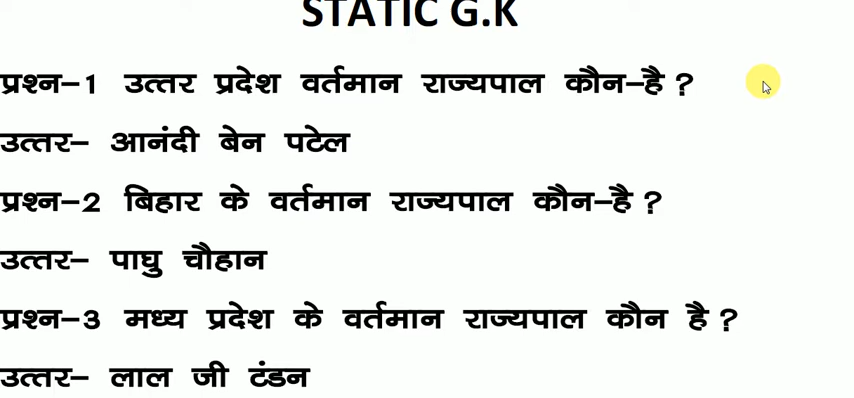 STATIC G.K
प्रश्न-1 उत्तर प्रदेश वर्तमान राज्यपाल कौन-है ?
उत्तर- आनंदी बेन पटेल
प्रश्न-2 बिहार के वर्तमान राज्यपाल कौन-है ?
उत्तर- पाघु चौहान
प्रश्न-3 मध्य प्रदेश के वर्तमान राज्यपाल कौन है ?
उत्तर- लाल जी टंडन